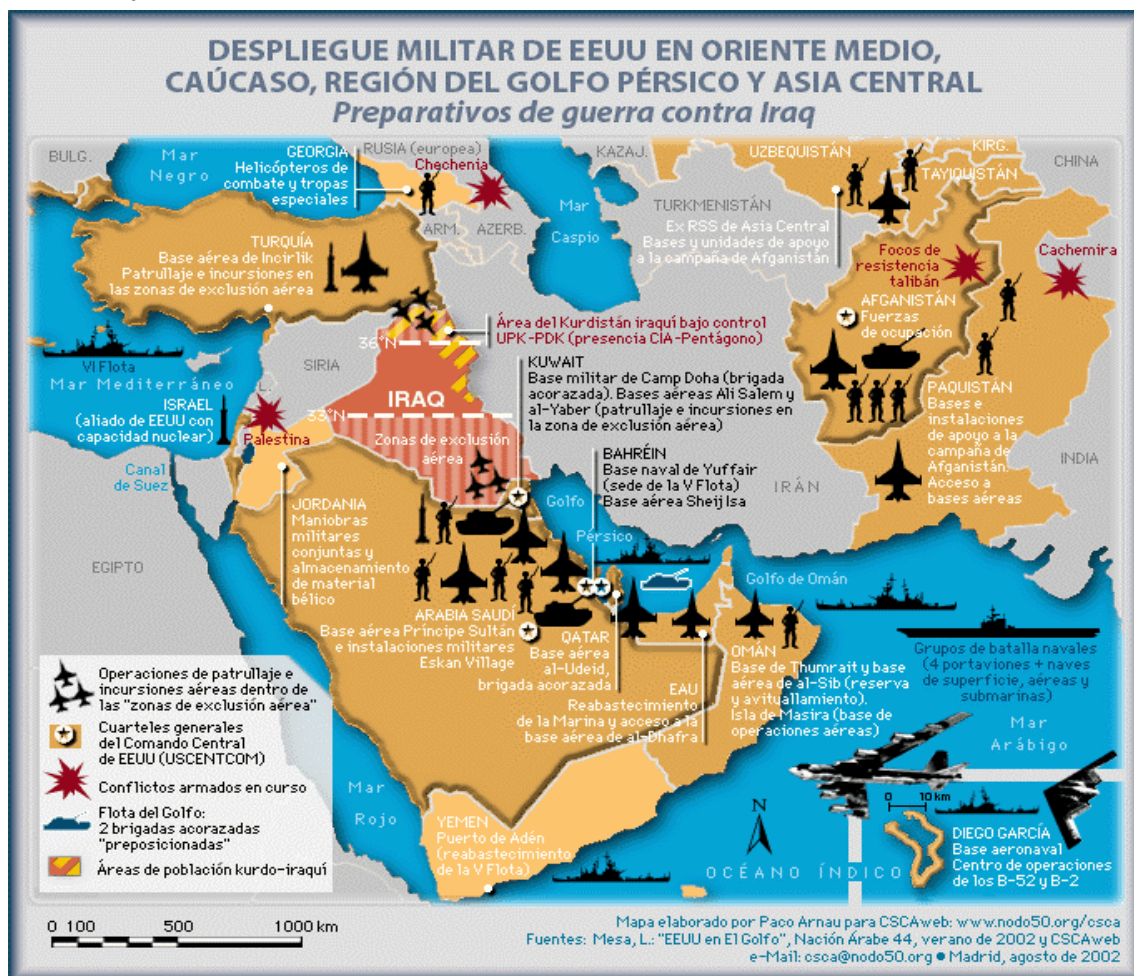 DESPLIEGUE MILITAR DE EEUU EN ORIENTE MEDIO,
CAÚCASO, REGIÓN DEL GOLFO PÉRSICO Y ASIA CENTRAL
Preparativos de guerra contra Iraq
BULG.
Mar
Negro
GEORGIA
Helicópteros de
combate y tropas
especiales
RUSIA (europea)
Chechenia
KAZAJ.
UZBEQUISTÁN
KIRG.
TAYIQUISTÁN
CHINA
TURKMENISTÁN
Mar
Caspio
ARM.
AZERB.
Ex RSS de Asia Central
Bases y unidades de apoyo
a la campaña de Afganistán
TURQUÍA
Base aérea de Incirlik
Patrullaje e incursiones en
las zonas de exclusión aérea
Focos de
resistencia
talibán
Cachemira
AFGANISTÁN
Fuerzas
de ocupación
Área del Kurdistán iraquí bajo control
UPK-PDK (presencia CIA-Pentágono)
36°N
SIRIA
VI Flota
Mar Mediterráneo
L.
ISRAEL
(aliado de EEUU con
capacidad nuclear)
Palestina
IRAQ
33°N
Zonas de exclusión
aérea
KUWAIT
Base militar de Camp Doha (brigada
acorazada). Bases aéreas Ali Salem y
al-Yaber (patrullaje e incursiones en
la zona de exclusión aérea)
BAHRÉIN
Base naval de Yuffair
(sede de la V Flota)
Base aérea Sheij Isa
PAQUISTÁN
Bases e
instalaciones
de apoyo a la
campaña de
Afganistán.
Acceso a
bases aéreas
INDIA
IRÁN
Canal
de Suez
EGIPTO
JORDANIA
Maniobras
militares
conjuntas y
almacenamiento
de material
bélico
Golfo
Pérsico
Golfo de Omán
ARABIA SAUDÍ
Base aérea Príncipe Sultán
e instalaciones militares
Eskan Village
QATAR
Base aérea
al-Udeid,
brigada acorazada
EAU
Reabastecimiento
de la Marina y acceso a la
base aérea de al-Dhafra
OMÁN
Base de Thumrait y base
aérea de al-Sib (reserva
y avituallamiento).
Isla de Masira (base de
operaciones aéreas)
Grupos de batalla navales
(4 portaviones + naves
de superficie, aéreas y
submarinas)
Mar
Arábigo
Operaciones de patrullaje e
incursiones aéreas dentro de
las "zonas de exclusión aérea"
Cuarteles generales
del Comando Central
de EEUU (USCENTCOM)
Conflictos armados en curso
Flota del Golfo:
2 brigadas acorazadas
"preposicionadas"
Áreas de población kurdo-iraquí
Mar
Rojo
YEMEN
Puerto de Adén
(reabastecimiento
de la V Flota)
N
OCÉANO ÍNDICO
0 10 km
DIEGO GARCÍA
Base aeronaval
Centro de operaciones
de los B-52 y B-2
0 100 500 1000 km
Mapa elaborado por Paco Arnau para CSCAweb: www.nodo50.org/csca
Fuentes: Mesa, L.: "EEUU en El Golfo", Nación Árabe 44, verano de 2002 y CSCAweb
e-Mail: csca@nodo50.org ● Madrid, agosto de 2002